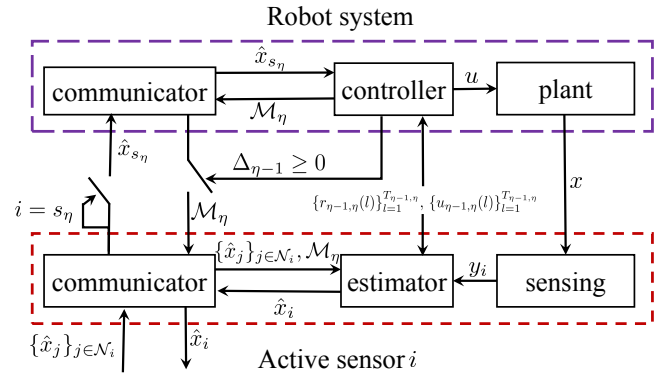 Robot system
communicator
$\hat{x}_{s_\eta}$
$\mathcal{M}_\eta$
controller
$u$
plant
$\hat{x}_{s_\eta}$
$\Delta_{\eta-1} \geq 0$
$i = s_\eta$
$\mathcal{M}_\eta$
$\{r_{\eta-1,\eta}(l)\}_{l=1}^{T_{\eta-1,\eta}}, \{u_{\eta-1,\eta}(l)\}_{l=1}^{T_{\eta-1,\eta}}$
$x$
communicator
$\{\hat{x}_j\}_{j \in \mathcal{N}_i}, \mathcal{M}_\eta$
$\hat{x}_i$
estimator
$y_i$
sensing
$\{\hat{x}_j\}_{j \in \mathcal{N}_i}$
$\hat{x}_i$
Active sensor $i$